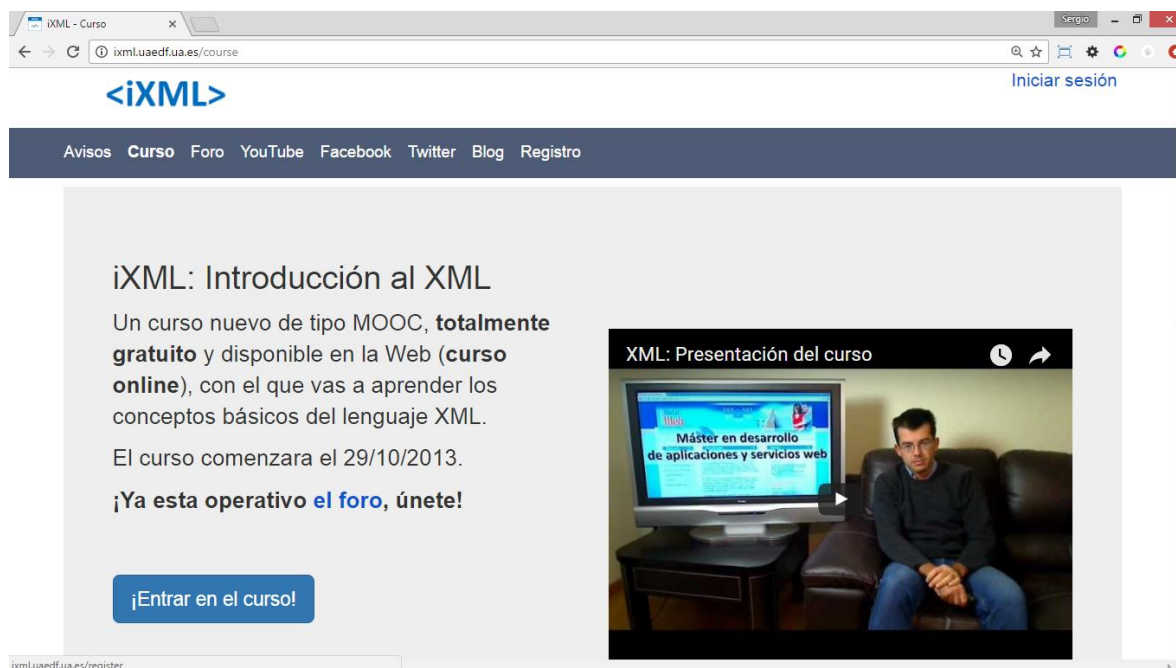 iXML - Curso
Sergio
ixml.uaedf.ua.es/course
<iXML>
Iniciar sesión
Avisos Curso Foro YouTube Facebook Twitter Blog Registro
iXML: Introducción al XML
Un curso nuevo de tipo MOOC, totalmente
gratuito y disponible en la Web (curso
online), con el que vas a aprender los
conceptos básicos del lenguaje XML.
El curso comenzara el 29/10/2013.
¡Ya esta operativo el foro, únete!
¡Entrar en el curso!
XML: Presentación del curso
Máster en desarrollo
de aplicaciones y servicios web
ixml.uaedf.ua.es/register